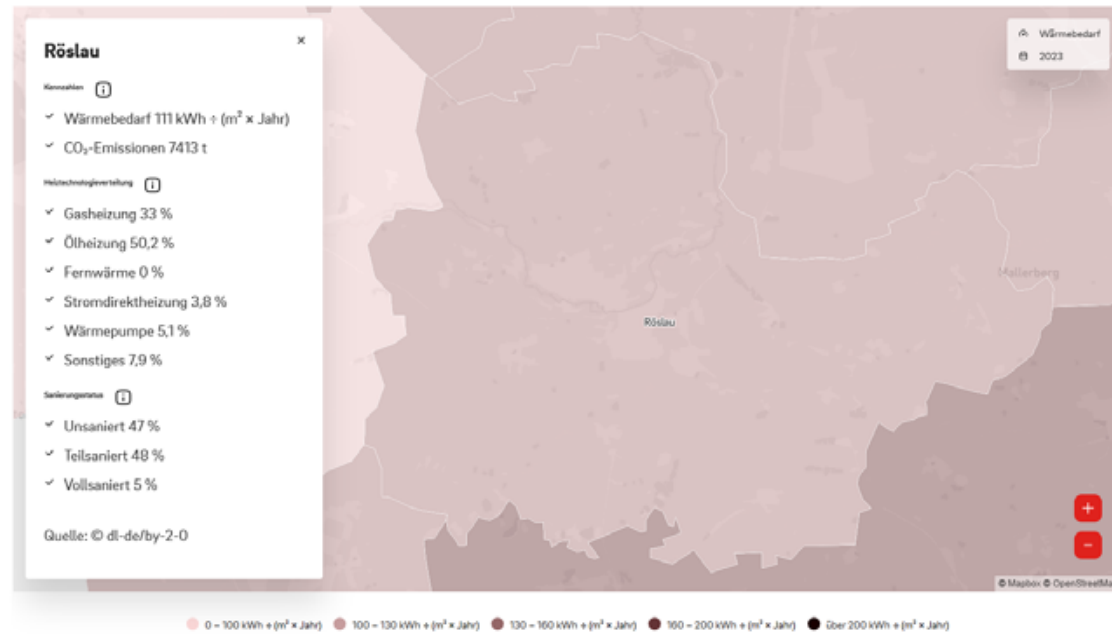 Röslau
×
Kennzahlen
Wärmebedarf 111 kWh ÷ (m² × Jahr)
CO₂-Emissionen 7413 t
Heiztechnologieverteilung
Gasheizung 33 %
Ölheizung 50,2 %
Fernwärme 0 %
Stromdirektheizung 3,8 %
Wärmepumpe 5,1 %
Sonstiges 7,9 %
Sanierungsstatus
Unsaniert 47 %
Teilsaniert 48 %
Vollsaniert 5 %
Quelle: © dl-de/by-2-0
Wärmebedarf
2023
Mallerberg
Röslau
+
−
© Mapbox © OpenStreetMa
0 – 100 kWh ÷ (m² × Jahr) 100 – 130 kWh ÷ (m² × Jahr) 130 – 160 kWh ÷ (m² × Jahr) 160 – 200 kWh ÷ (m² × Jahr) über 200 kWh ÷ (m² × Jahr)